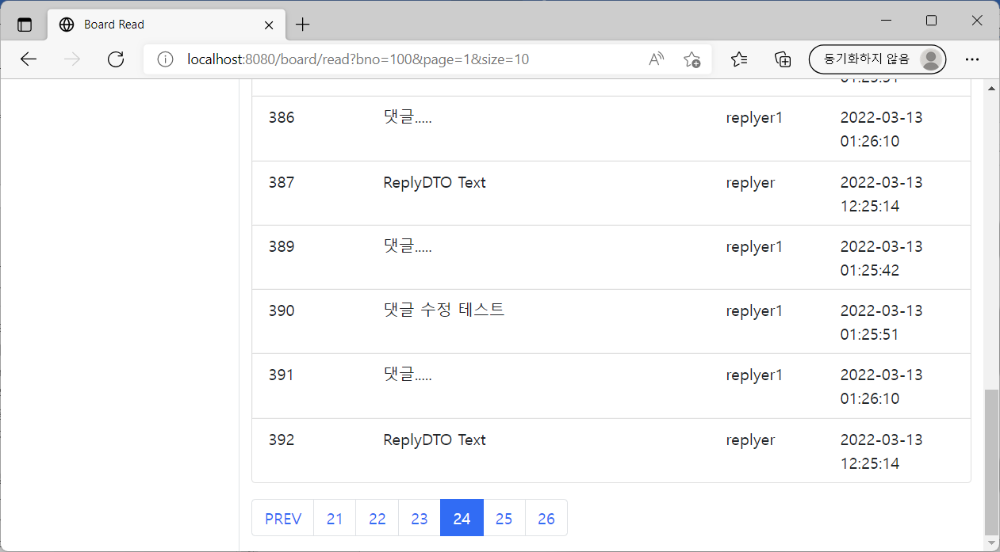 Board Read
localhost:8080/board/read?bno=100&page=1&size=10
동기화하지 않음
386 댓글..... replyer1 2022-03-13
01:26:10
387 ReplyDTO Text replyer 2022-03-13
12:25:14
389 댓글..... replyer1 2022-03-13
01:25:42
390 댓글 수정 테스트 replyer1 2022-03-13
01:25:51
391 댓글..... replyer1 2022-03-13
01:26:10
392 ReplyDTO Text replyer 2022-03-13
12:25:14
PREV 21 22 23 24 25 26